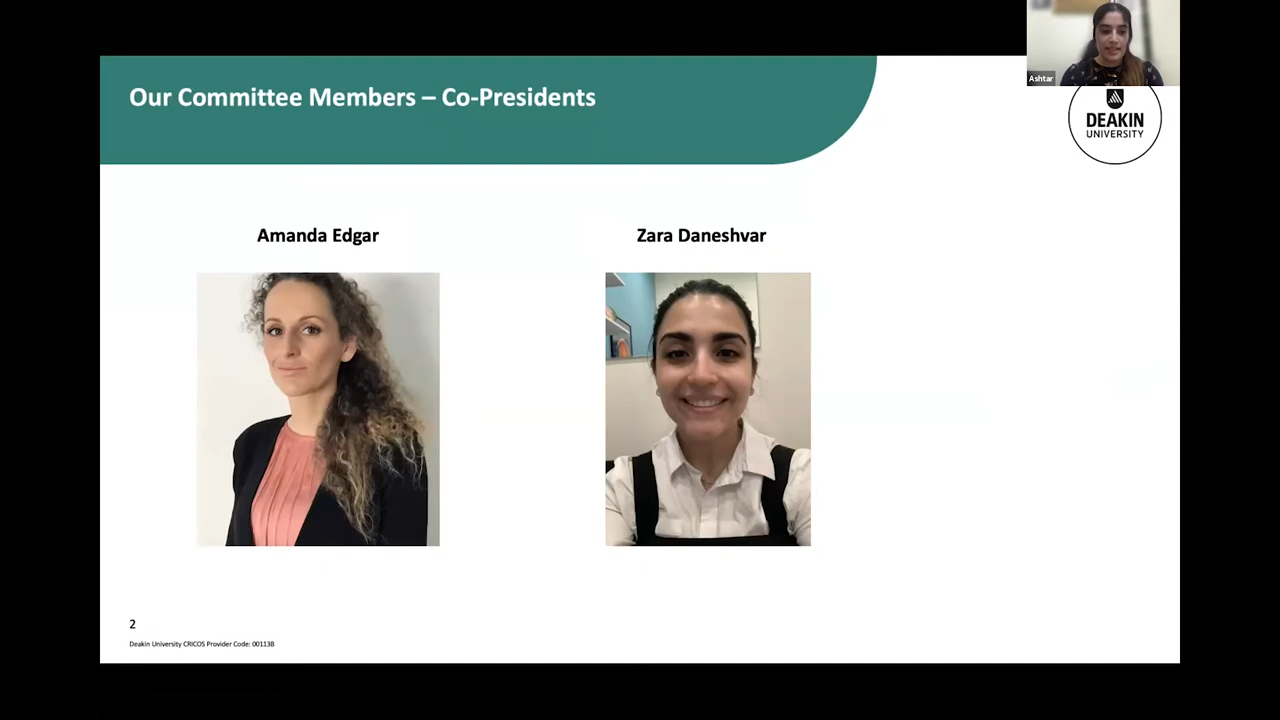 Our Committee Members – Co-Presidents
Ashtar
DEAKIN
UNIVERSITY
Amanda Edgar
Zara Daneshvar
2
Deakin University CRICOS Provider Code: 00113B